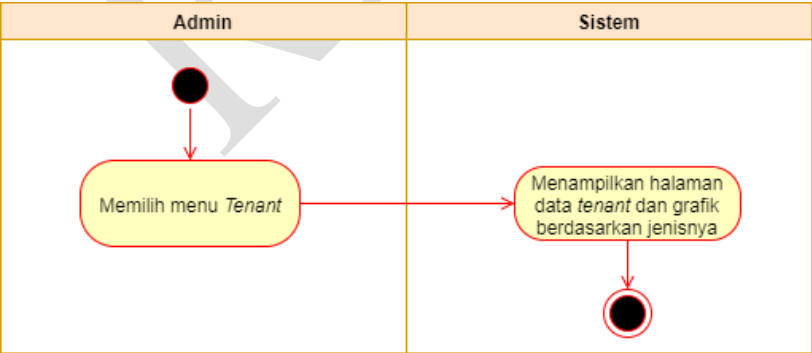 Admin
Sistem
Memilih menu Tenant
Menampilkan halaman
data tenant dan grafik
berdasarkan jenisnya